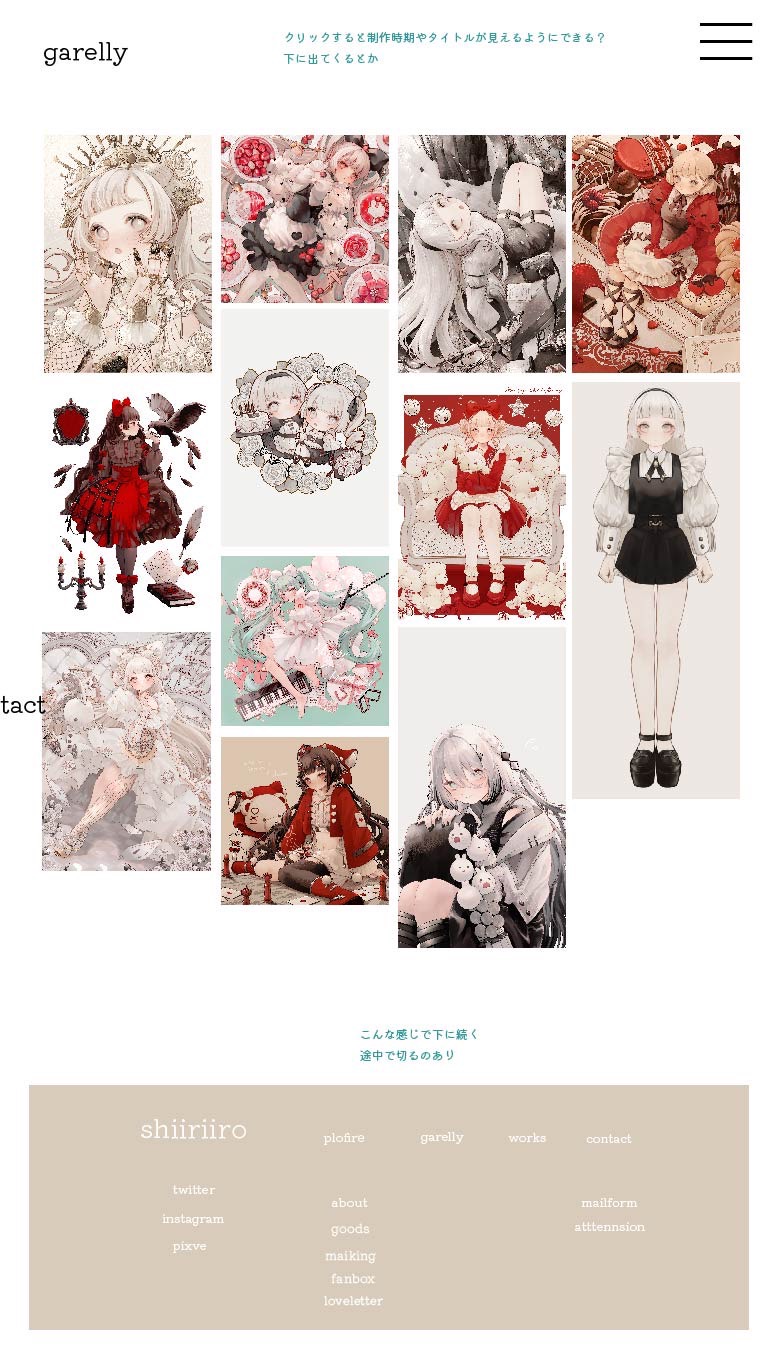 garelly
クリックすると制作時期やタイトルが見えるようにできる？
下に出てくるとか
tact
こんな感じで下に続く
途中で切るのあり
shiiriiro
plofire
garelly
works
contact
twitter
instagram
pixve
about
goods
maiking
fanbox
loveletter
mailform
atttennsion